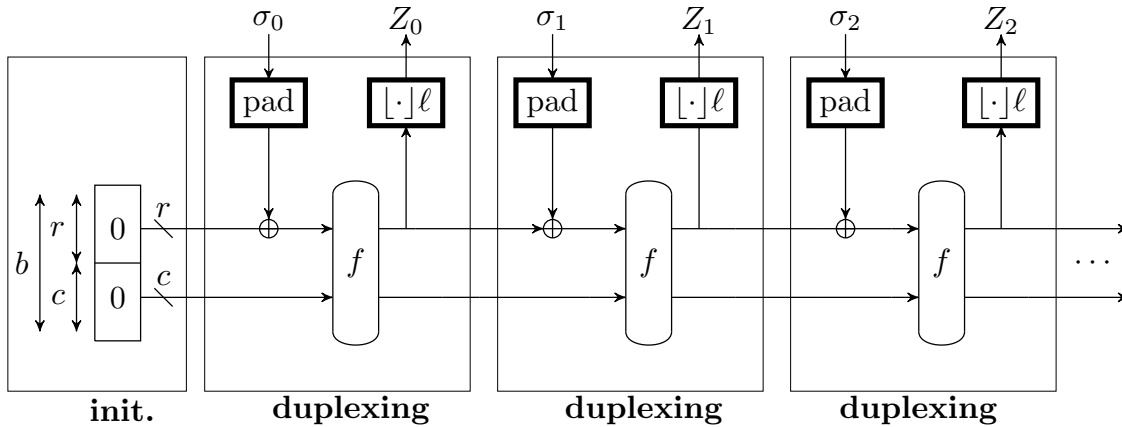 σ₀ Z₀ σ₁ Z₁ σ₂ Z₂
pad ⌊·⌋ℓ pad ⌊·⌋ℓ pad ⌊·⌋ℓ
r 0 r
b f f f ···
c 0 c
init. duplexing duplexing duplexing